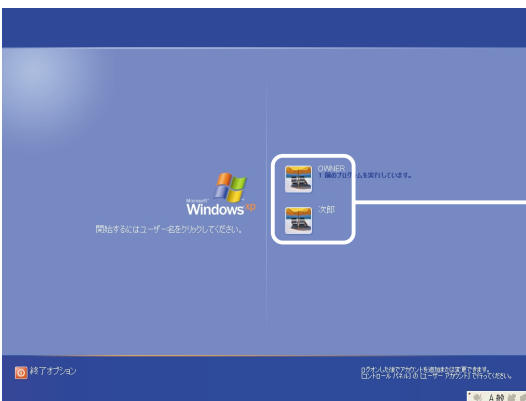 OWNER
1 個のプログラムを実行しています。
Microsoft
Windows xp
次郎
開始するにはユーザー名をクリックしてください。
終了オプション
ログオンした後でアカウントを追加または変更できます。
[コントロール パネル] の [ユーザー アカウント] で行ってください。
A 般